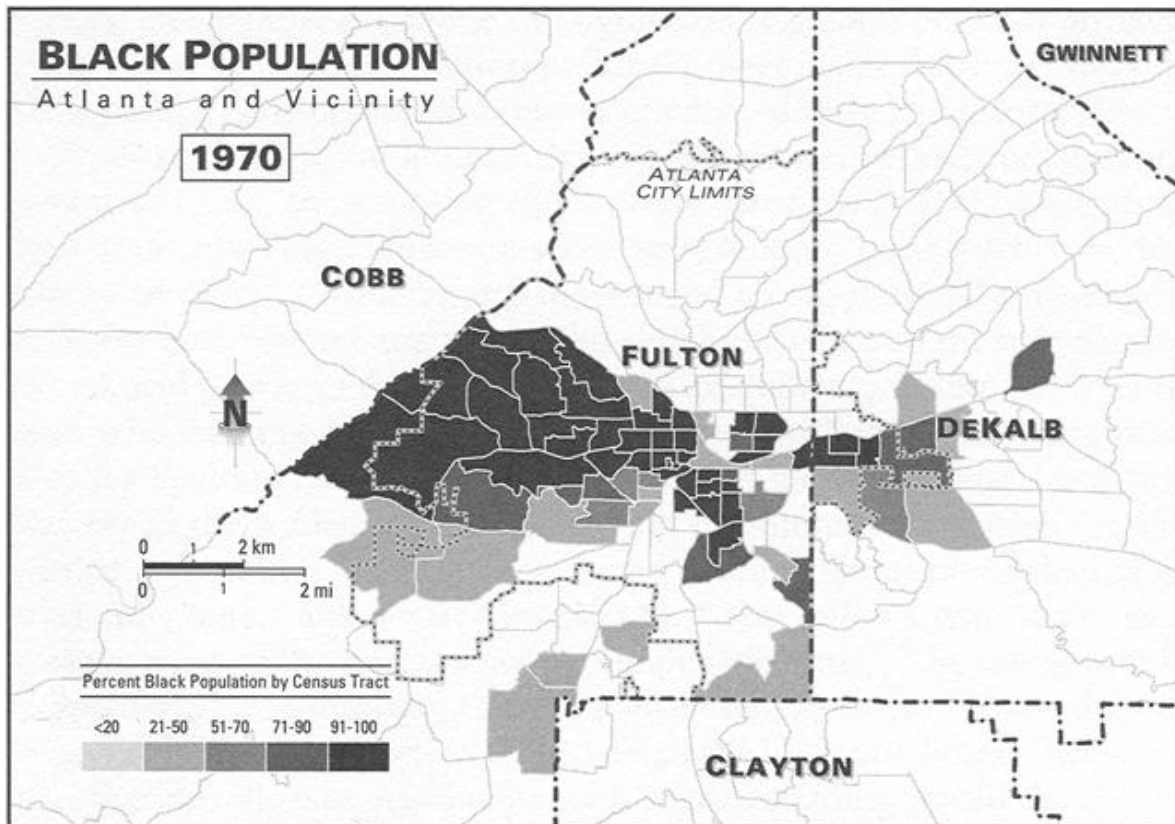 BLACK POPULATION
Atlanta and Vicinity
1970
GWINNETT
ATLANTA
CITY LIMITS
COBB
FULTON
N
DEKALB
0 1 2 km
0 1 2 mi
Percent Black Population by Census Tract
<20 21-50 51-70 71-90 91-100
CLAYTON